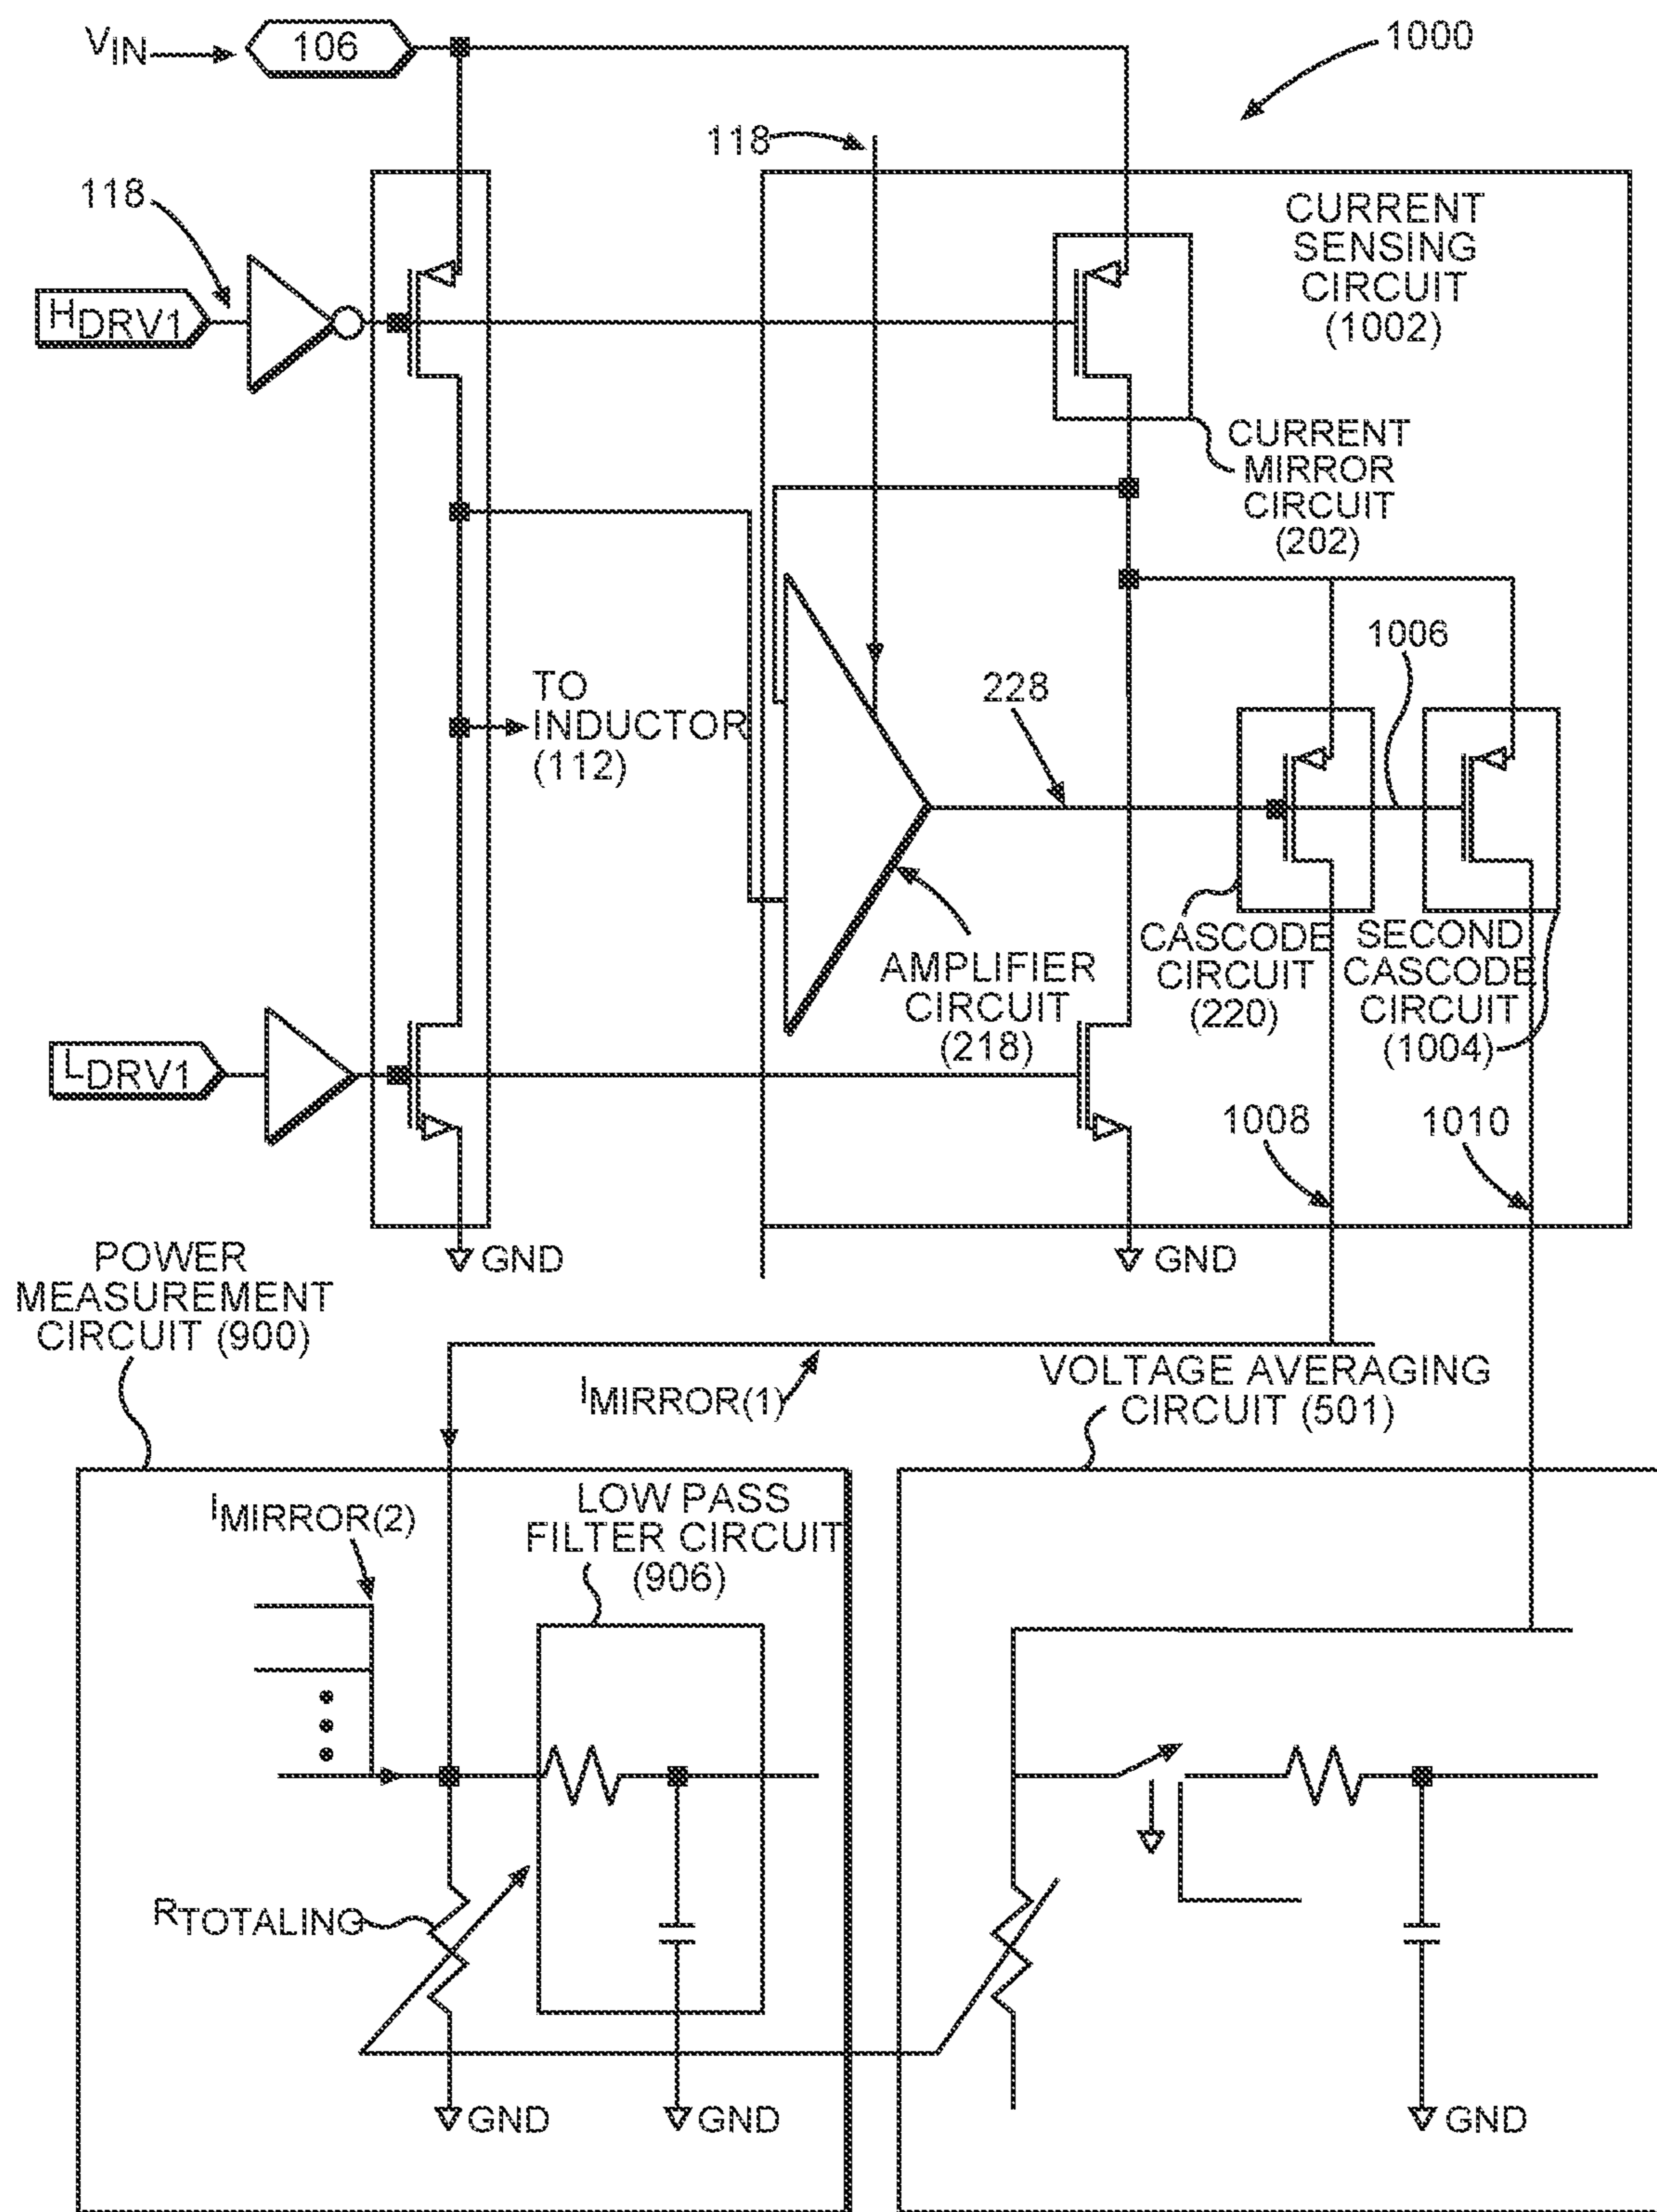 VIN
106
1000
118
118
CURRENT
SENSING
CIRCUIT
(1002)
HDRV1
CURRENT
MIRROR
CIRCUIT
(202)
1006
TO
INDUCTOR
(112)
228
AMPLIFIER
CIRCUIT
(218)
CASCODE
CIRCUIT
(220)
SECOND
CASCODE
CIRCUIT
(1004)
LDRV1
1008
1010
GND
GND
POWER
MEASUREMENT
CIRCUIT (900)
IMIRROR(1)
VOLTAGE AVERAGING
CIRCUIT (501)
IMIRROR(2)
LOW PASS
FILTER CIRCUIT
(906)
RTOTALING
GND
GND
GND